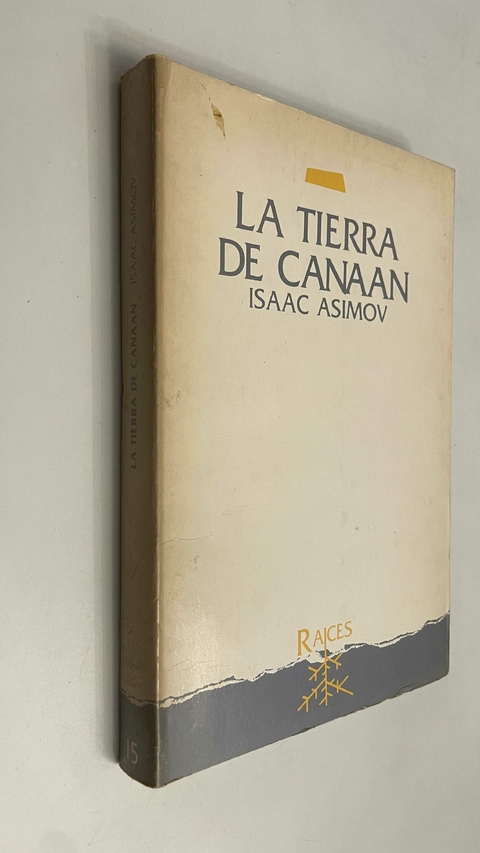 LA TIERRA
DE CANAAN
ISAAC ASIMOV
RAICES
LA TIERRA DE CANAAN ISAAC ASIMOV
15